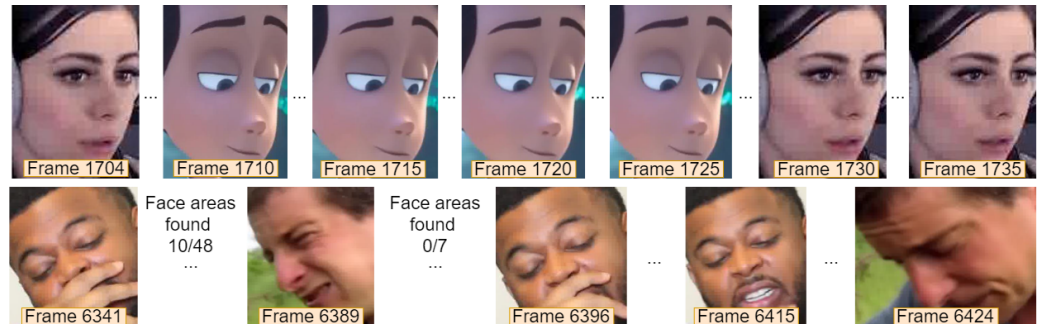 Frame 1704
...
Frame 1710
...
Frame 1715
...
Frame 1720
...
Frame 1725
...
Frame 1730
...
Frame 1735
Frame 6341
Face areas
found
10/48
...
Frame 6389
Face areas
found
0/7
...
Frame 6396
...
Frame 6415
...
Frame 6424